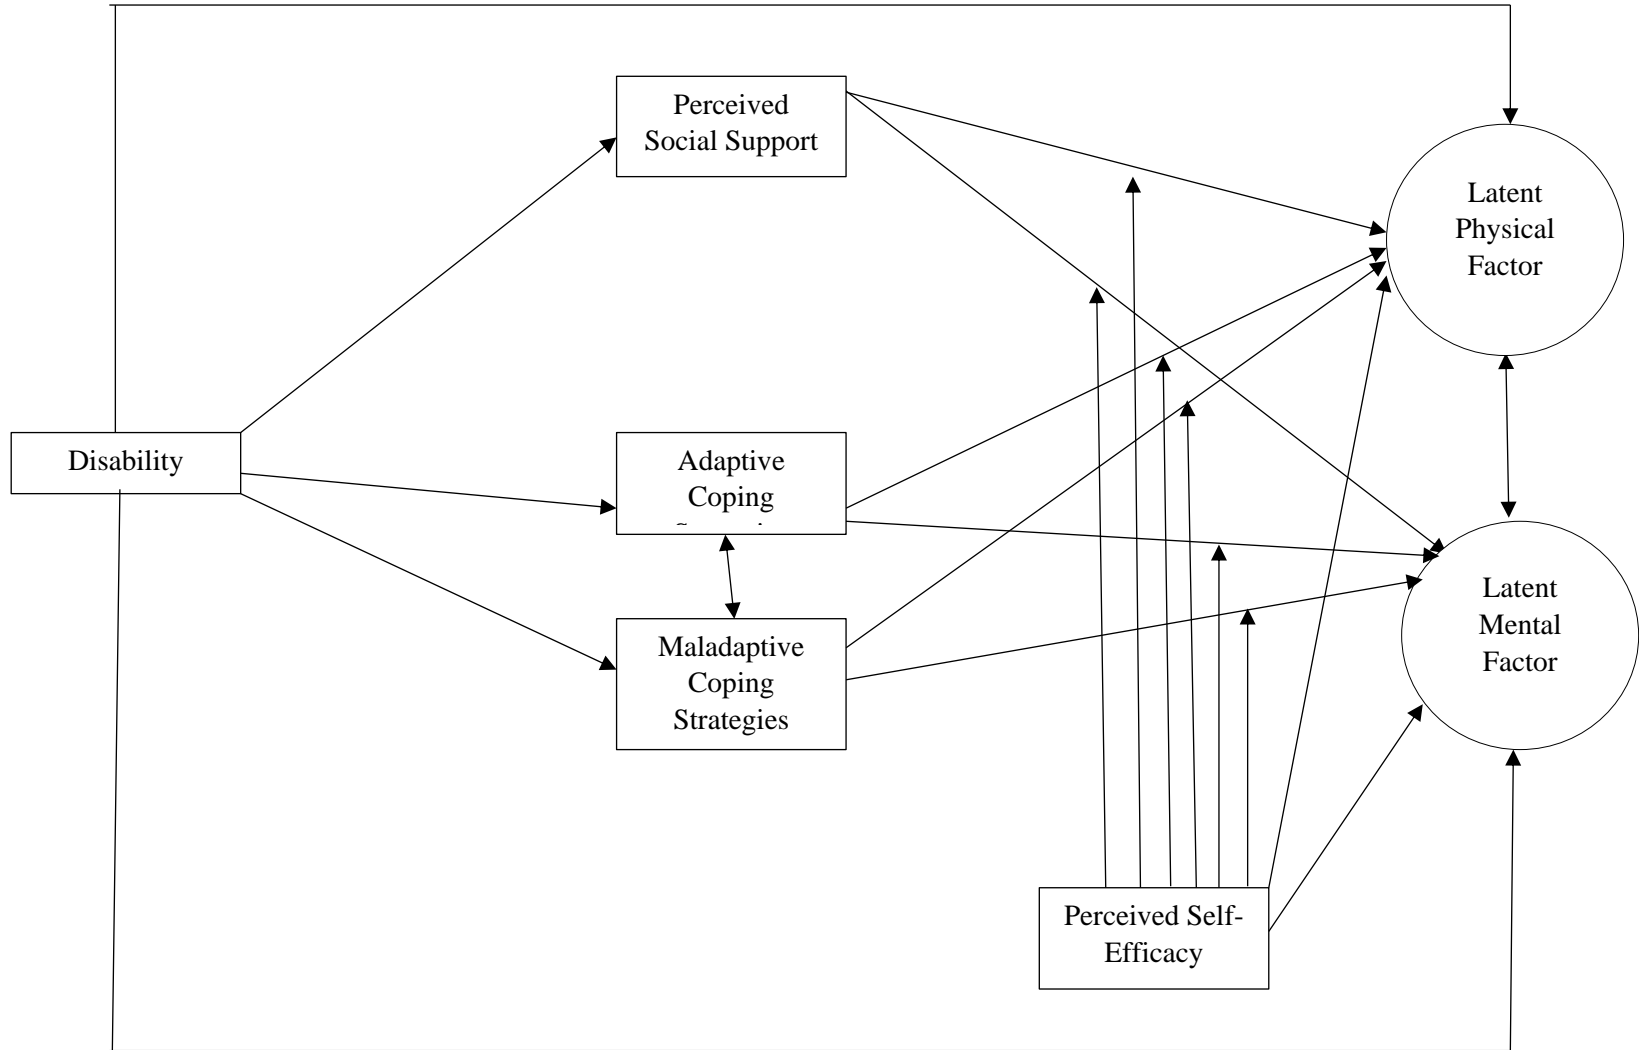 Perceived
Social Support
Latent
Physical
Factor
Disability
Adaptive
Coping
Maladaptive
Coping
Strategies
Latent
Mental
Factor
Perceived Self-
Efficacy